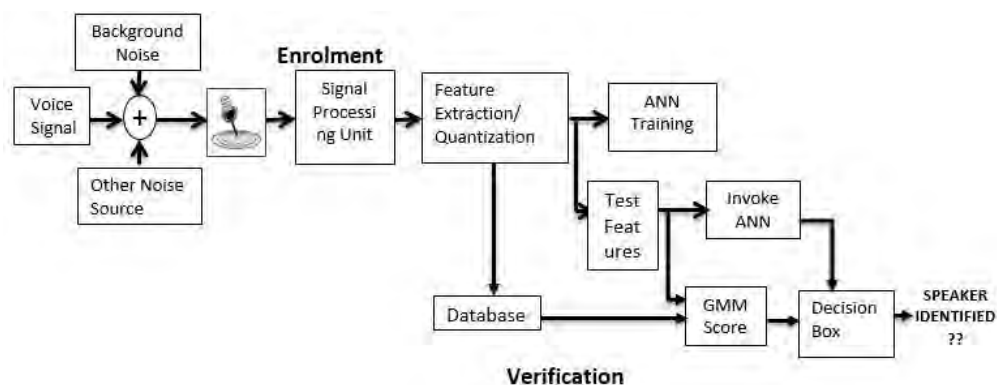 Background
Noise
Enrolment
Voice
Signal
+
Signal
Processi
ng Unit
Feature
Extraction/
Quantization
ANN
Training
Other Noise
Source
Test
Feat
ures
Invoke
ANN
Database
GMM
Score
Decision
Box
SPEAKER
IDENTIFIED
??
Verification